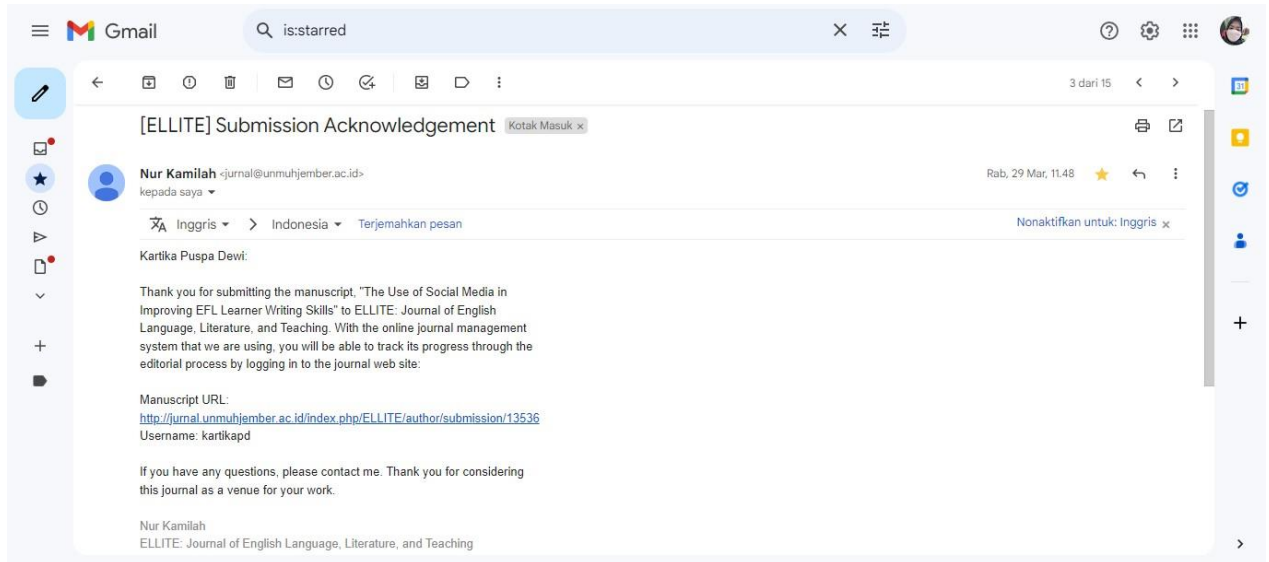 Gmail
is:starred
3 dari 15
31
[ELLITE] Submission Acknowledgement Kotak Masuk ×
Nur Kamilah <jurnal@unmuhjember.ac.id>
Rab, 29 Mar, 11.48
kepada saya
Inggris > Indonesia Terjemahkan pesan
Nonaktifkan untuk: Inggris ×
Kartika Puspa Dewi:
Thank you for submitting the manuscript, "The Use of Social Media in
Improving EFL Learner Writing Skills" to ELLITE: Journal of English
Language, Literature, and Teaching. With the online journal management
system that we are using, you will be able to track its progress through the
editorial process by logging in to the journal web site:
Manuscript URL:
http://jurnal.unmuhjember.ac.id/index.php/ELLITE/author/submission/13536
Username: kartikapd
If you have any questions, please contact me. Thank you for considering
this journal as a venue for your work.
Nur Kamilah
ELLITE: Journal of English Language, Literature, and Teaching